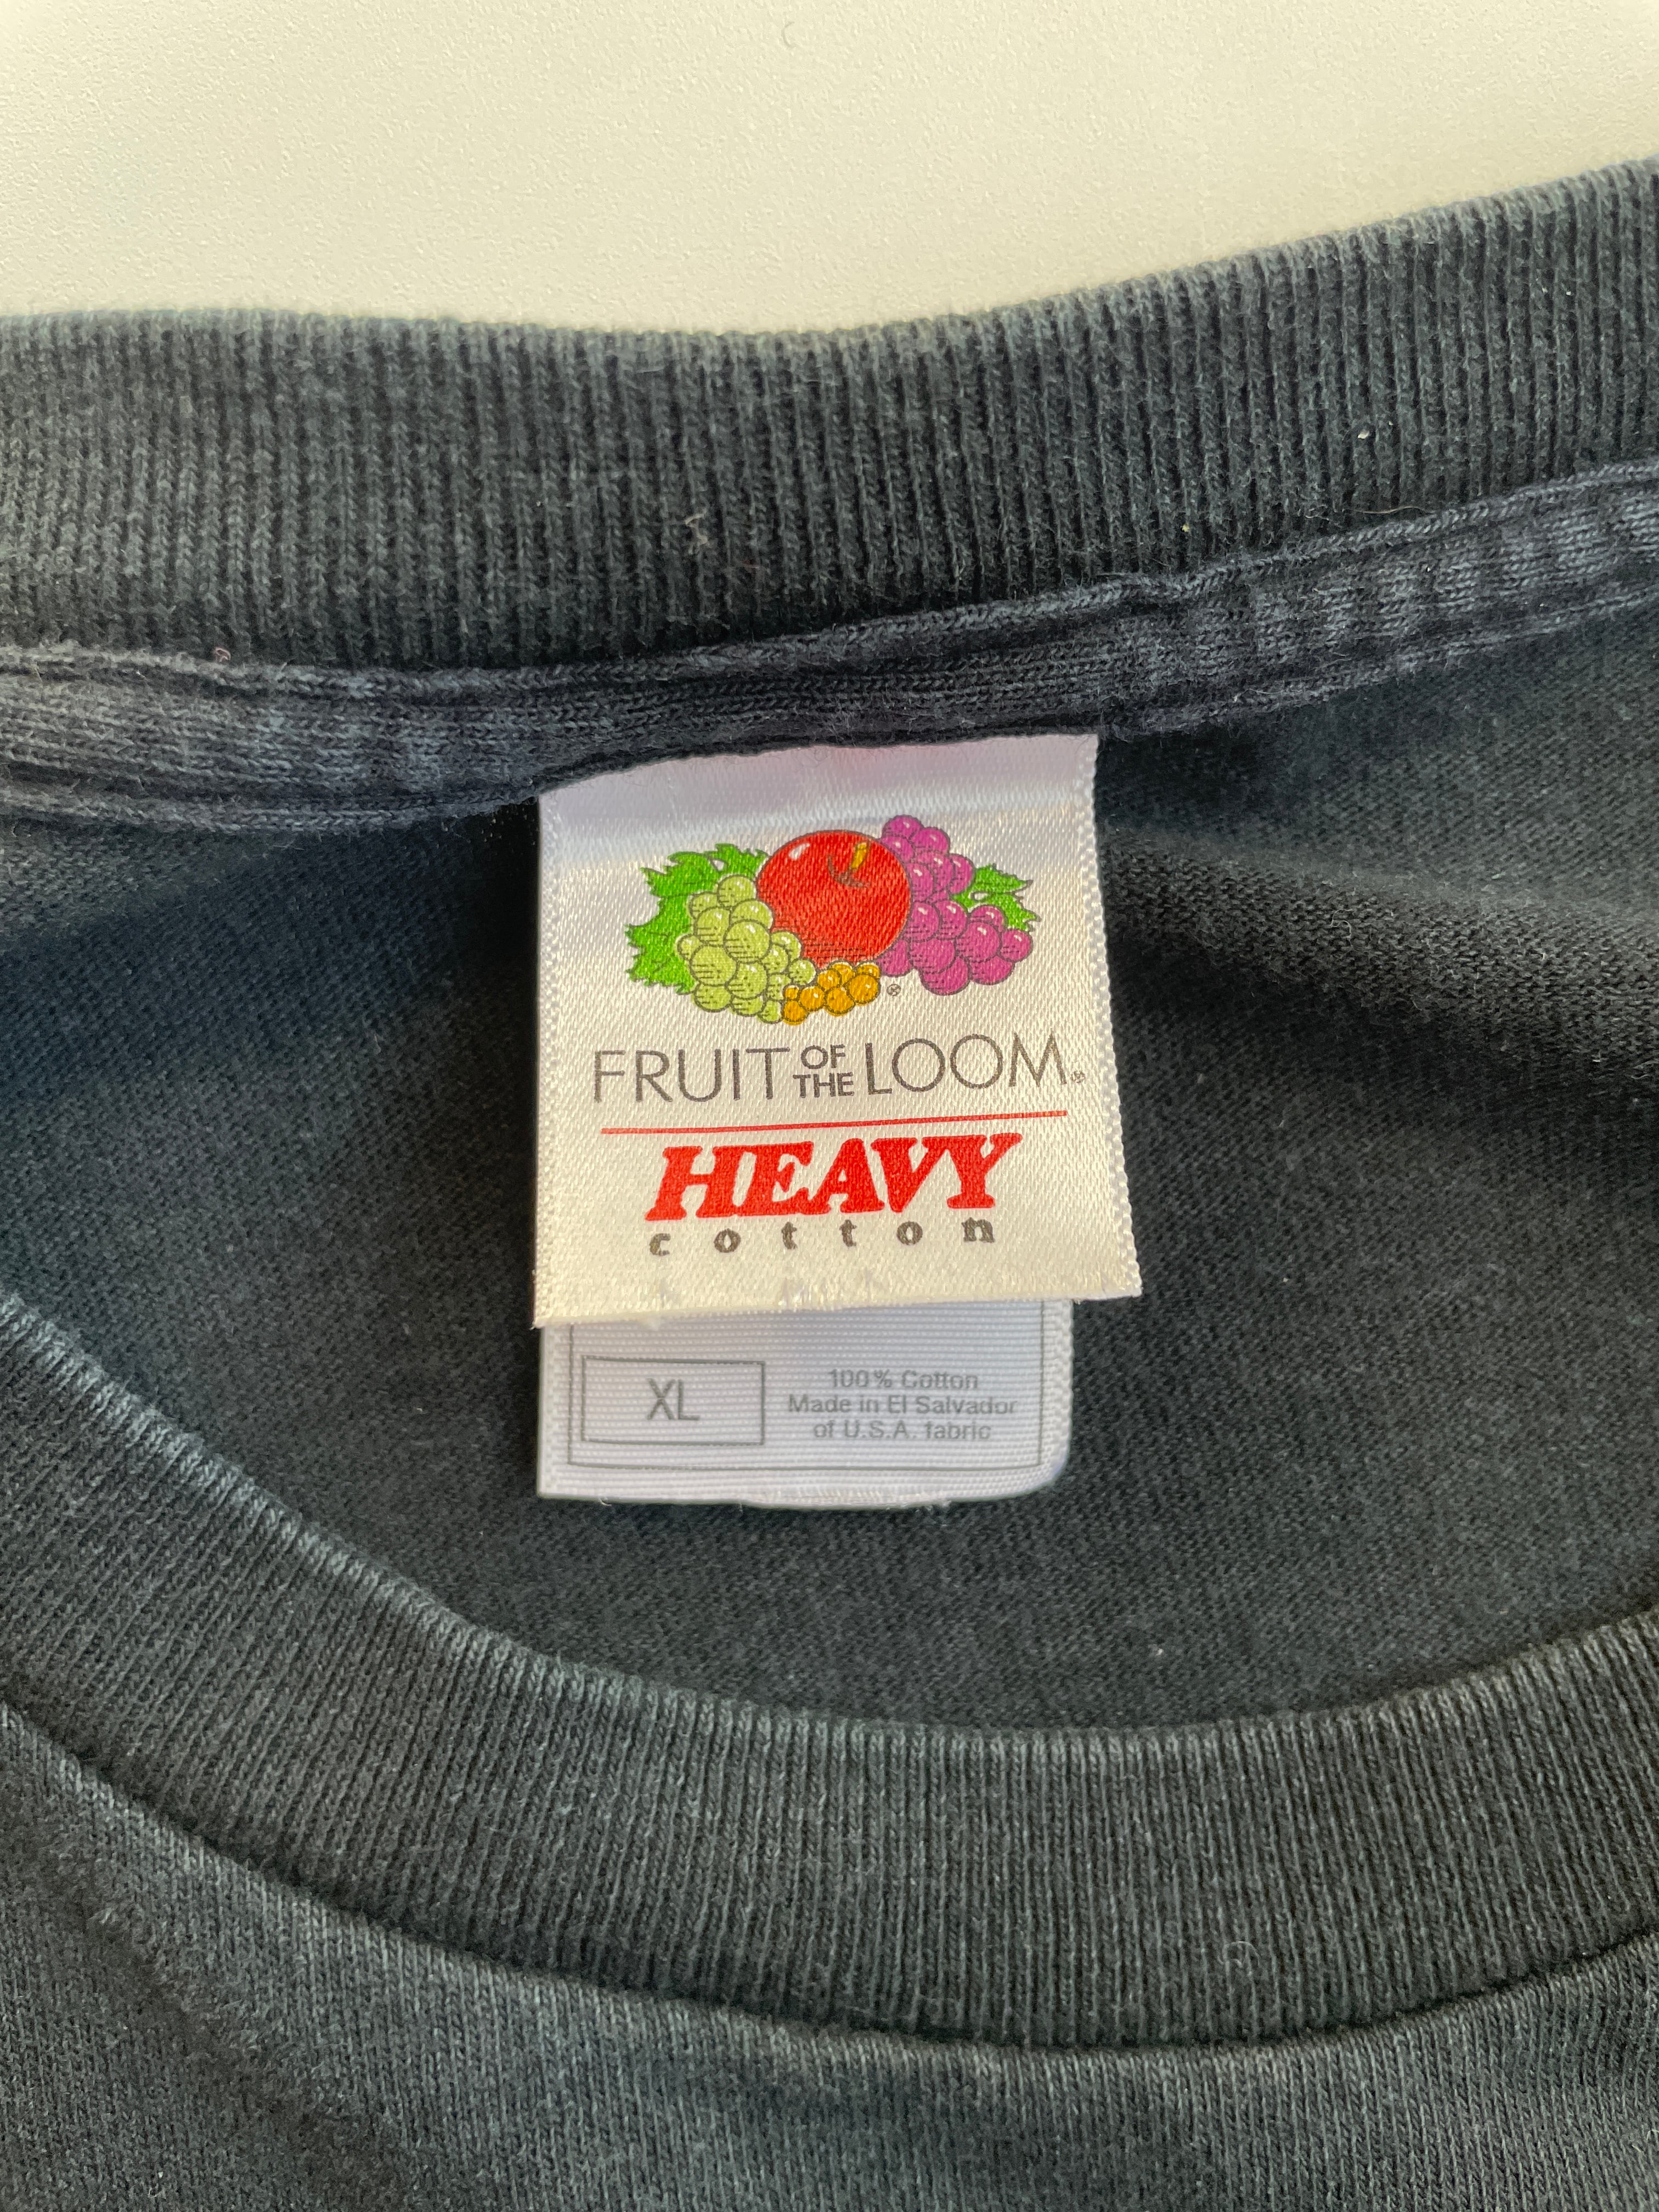 ®
FRUIT OF THE LOOM®
HEAVY
cotton
XL
100% Cotton
Made in El Salvador
of U.S.A. fabric